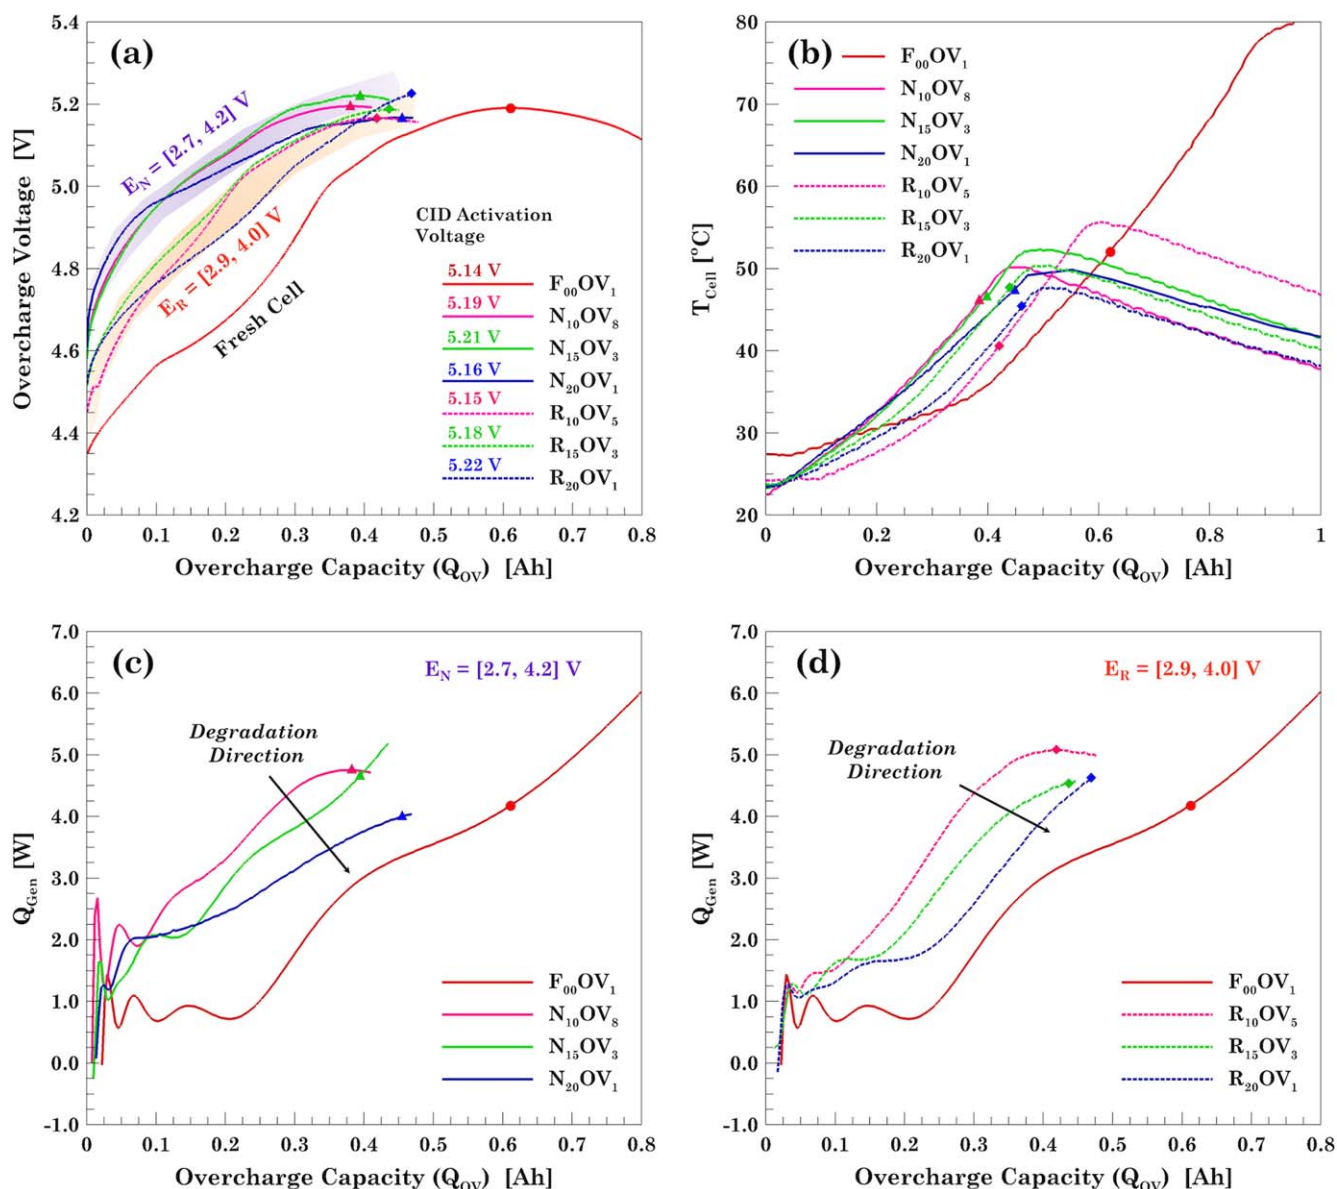 (a)
5.4
5.2
5.0
4.8
4.6
4.4
4.2
Overcharge Voltage [V]
E_N = [2.7, 4.2] V
E_R = [2.9, 4.0] V
Fresh Cell
CID Activation
Voltage
5.14 V F₀₀OV₁
5.19 V N₁₀OV₈
5.21 V N₁₅OV₃
5.16 V N₂₀OV₁
5.15 V R₁₀OV₅
5.18 V R₁₅OV₃
5.22 V R₂₀OV₁
0 0.1 0.2 0.3 0.4 0.5 0.6 0.7 0.8
Overcharge Capacity (Q_OV) [Ah]
(b)
80
70
60
50
40
30
20
T_Cell [°C]
F₀₀OV₁
N₁₀OV₈
N₁₅OV₃
N₂₀OV₁
R₁₀OV₅
R₁₅OV₃
R₂₀OV₁
0 0.2 0.4 0.6 0.8 1
Overcharge Capacity (Q_OV) [Ah]
(c)
7.0
6.0
5.0
4.0
3.0
2.0
1.0
0.0
-1.0
Q_Gen [W]
E_N = [2.7, 4.2] V
Degradation
Direction
F₀₀OV₁
N₁₀OV₈
N₁₅OV₃
N₂₀OV₁
0 0.1 0.2 0.3 0.4 0.5 0.6 0.7 0.8
Overcharge Capacity (Q_OV) [Ah]
(d)
7.0
6.0
5.0
4.0
3.0
2.0
1.0
0.0
-1.0
Q_Gen [W]
E_R = [2.9, 4.0] V
Degradation
Direction
F₀₀OV₁
R₁₀OV₅
R₁₅OV₃
R₂₀OV₁
0 0.1 0.2 0.3 0.4 0.5 0.6 0.7 0.8
Overcharge Capacity (Q_OV) [Ah]